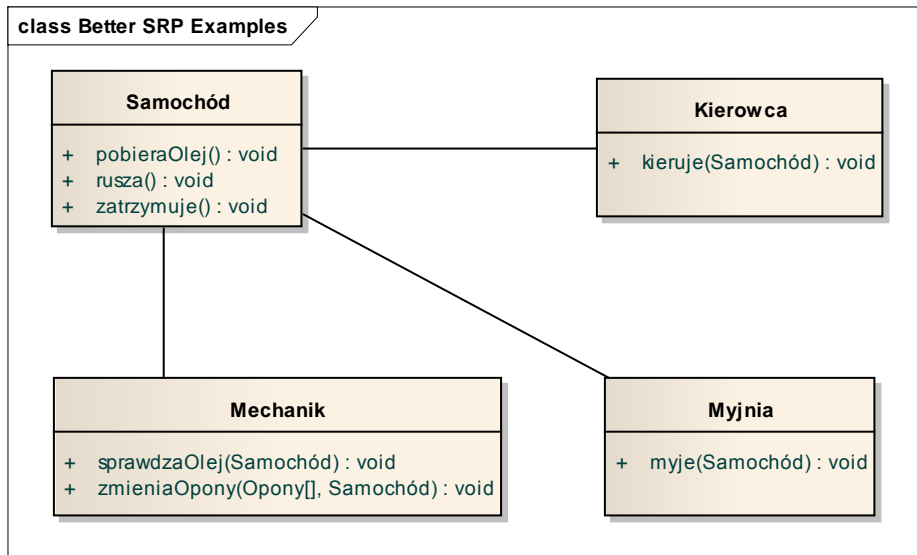 class Better SRP Examples
Samochód
+ pobieraOlej() : void
+ rusza() : void
+ zatrzymuje() : void
Kierowca
+ kieruje(Samochód) : void
Mechanik
+ sprawdzaOlej(Samochód) : void
+ zmieniaOpony(Opony[], Samochód) : void
Myjnia
+ myje(Samochód) : void